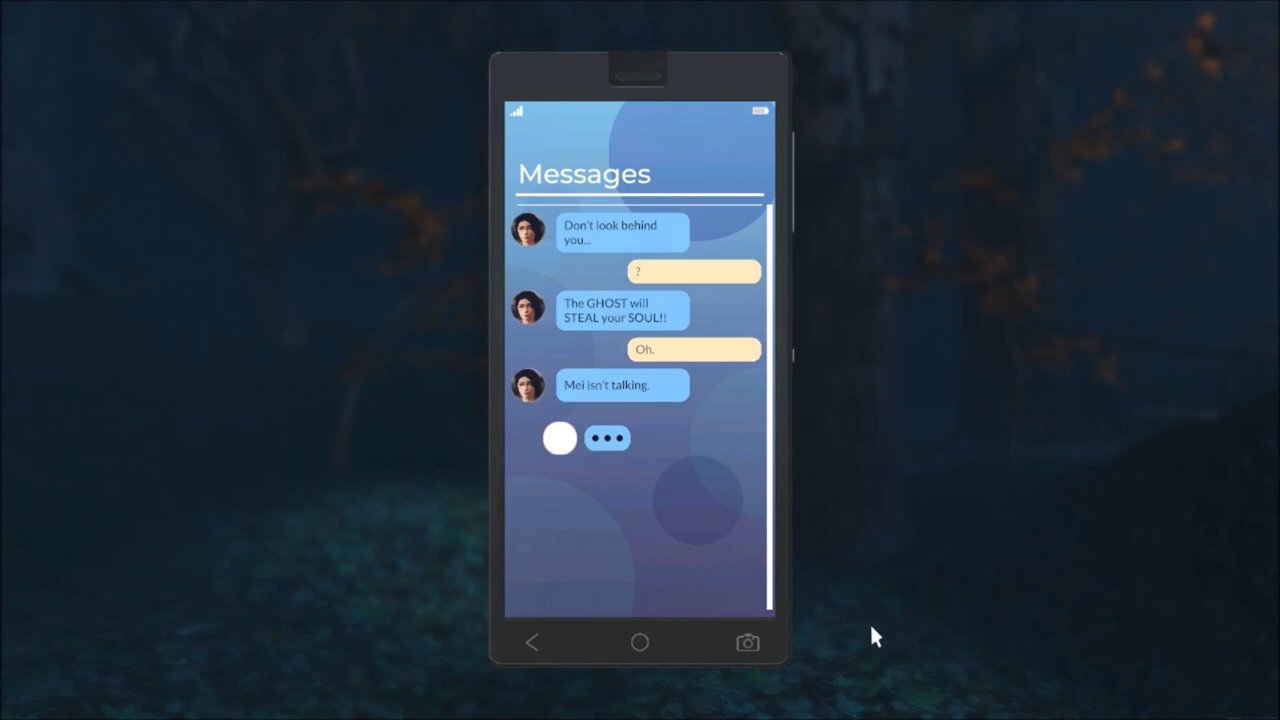 Messages
Don't look behind
you...
?
The GHOST will
STEAL your SOUL!!
Oh.
Mei isn't talking.